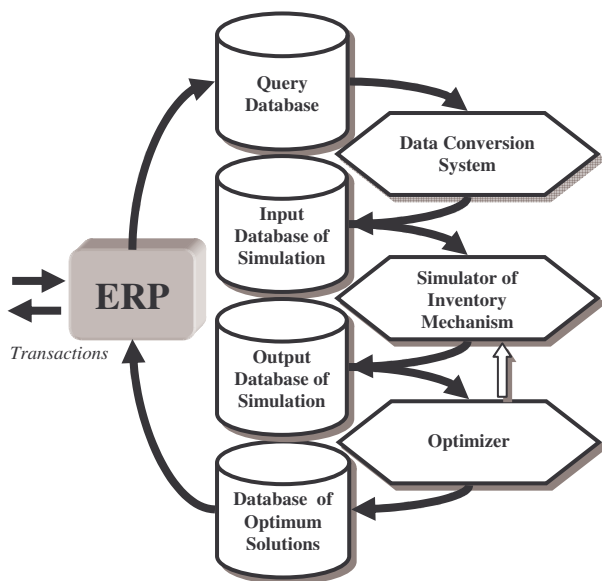 Query
Database
Data Conversion
System
Input
Database of
Simulation
ERP
Transactions
Simulator of
Inventory
Mechanism
Output
Database of
Simulation
Optimizer
Database of
Optimum
Solutions